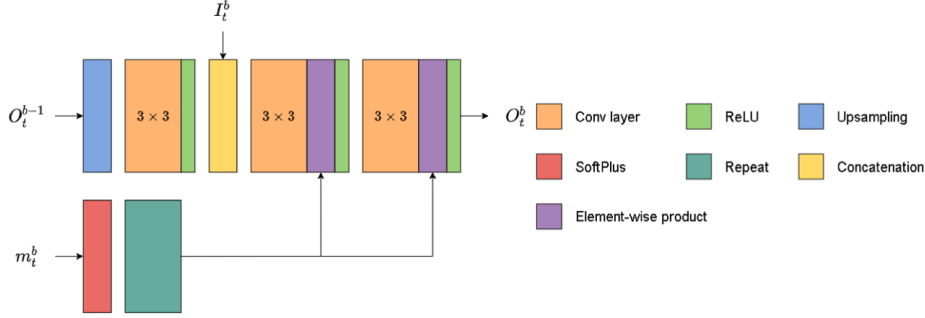 I_t^b
O_t^{b-1}
3 × 3
3 × 3
3 × 3
O_t^b
m_t^b
Conv layer
ReLU
Upsampling
SoftPlus
Repeat
Concatenation
Element-wise product